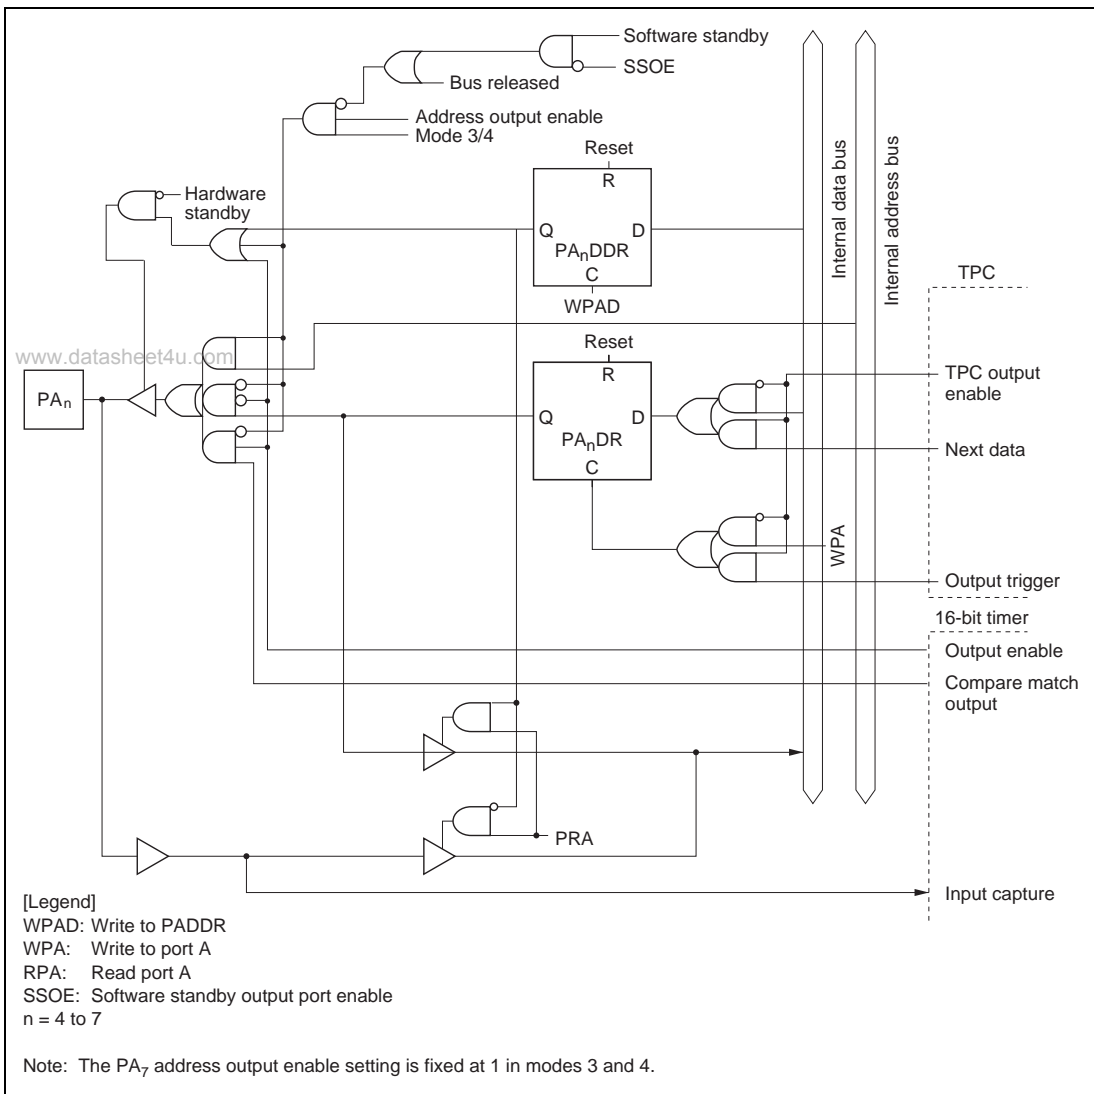 Software standby
SSOE
Bus released
Address output enable
Mode 3/4
Reset
R
Hardware
standby
Q
D
PAnDDR
C
WPAD
Internal data bus
Internal address bus
TPC
www.datasheet4u.com
Reset
R
TPC output
enable
PAn
Q
D
PAnDR
C
Next data
WPA
Output trigger
16-bit timer
Output enable
Compare match
output
PRA
Input capture
[Legend]
WPAD: Write to PADDR
WPA: Write to port A
RPA: Read port A
SSOE: Software standby output port enable
n = 4 to 7
Note: The PA7 address output enable setting is fixed at 1 in modes 3 and 4.